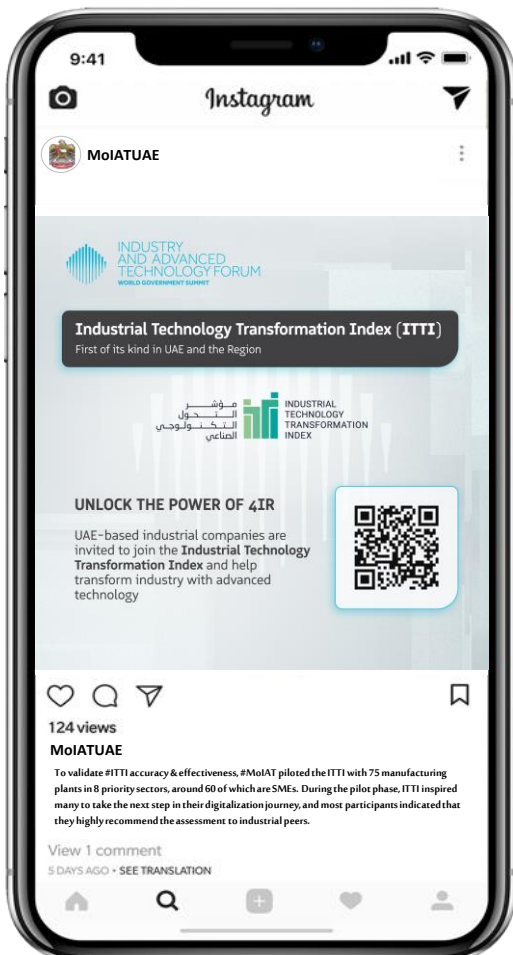 9:41
Instagram
MoIATUAE
INDUSTRY
AND ADVANCED
TECHNOLOGY FORUM
WORLD GOVERNMENT SUMMIT
Industrial Technology Transformation Index (ITTI)
First of its kind in UAE and the Region
مؤشر
التحول
التكنولوجي
الصناعي
iTTi
INDUSTRIAL
TECHNOLOGY
TRANSFORMATION
INDEX
UNLOCK THE POWER OF 4IR
UAE-based industrial companies are
invited to join the Industrial Technology
Transformation Index and help
transform industry with advanced
technology
124 views
MoIATUAE
To validate #ITTI accuracy & effectiveness, #MoIAT piloted the ITTI with 75 manufacturing
plants in 8 priority sectors, around 60 of which are SMEs. During the pilot phase, ITTI inspired
many to take the next step in their digitalization journey, and most participants indicated that
they highly recommend the assessment to industrial peers.
View 1 comment
5 DAYS AGO • SEE TRANSLATION